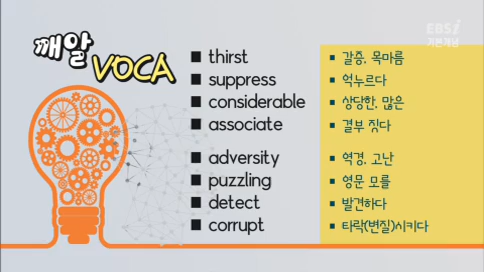 EBSi
기본개념
깨알
VOCA
■ thirst ■ 갈증, 목마름
■ suppress ■ 억누르다
■ considerable ■ 상당한, 많은
■ associate ■ 결부 짓다
■ adversity ■ 역경, 고난
■ puzzling ■ 영문 모를
■ detect ■ 발견하다
■ corrupt ■ 타락(변질)시키다